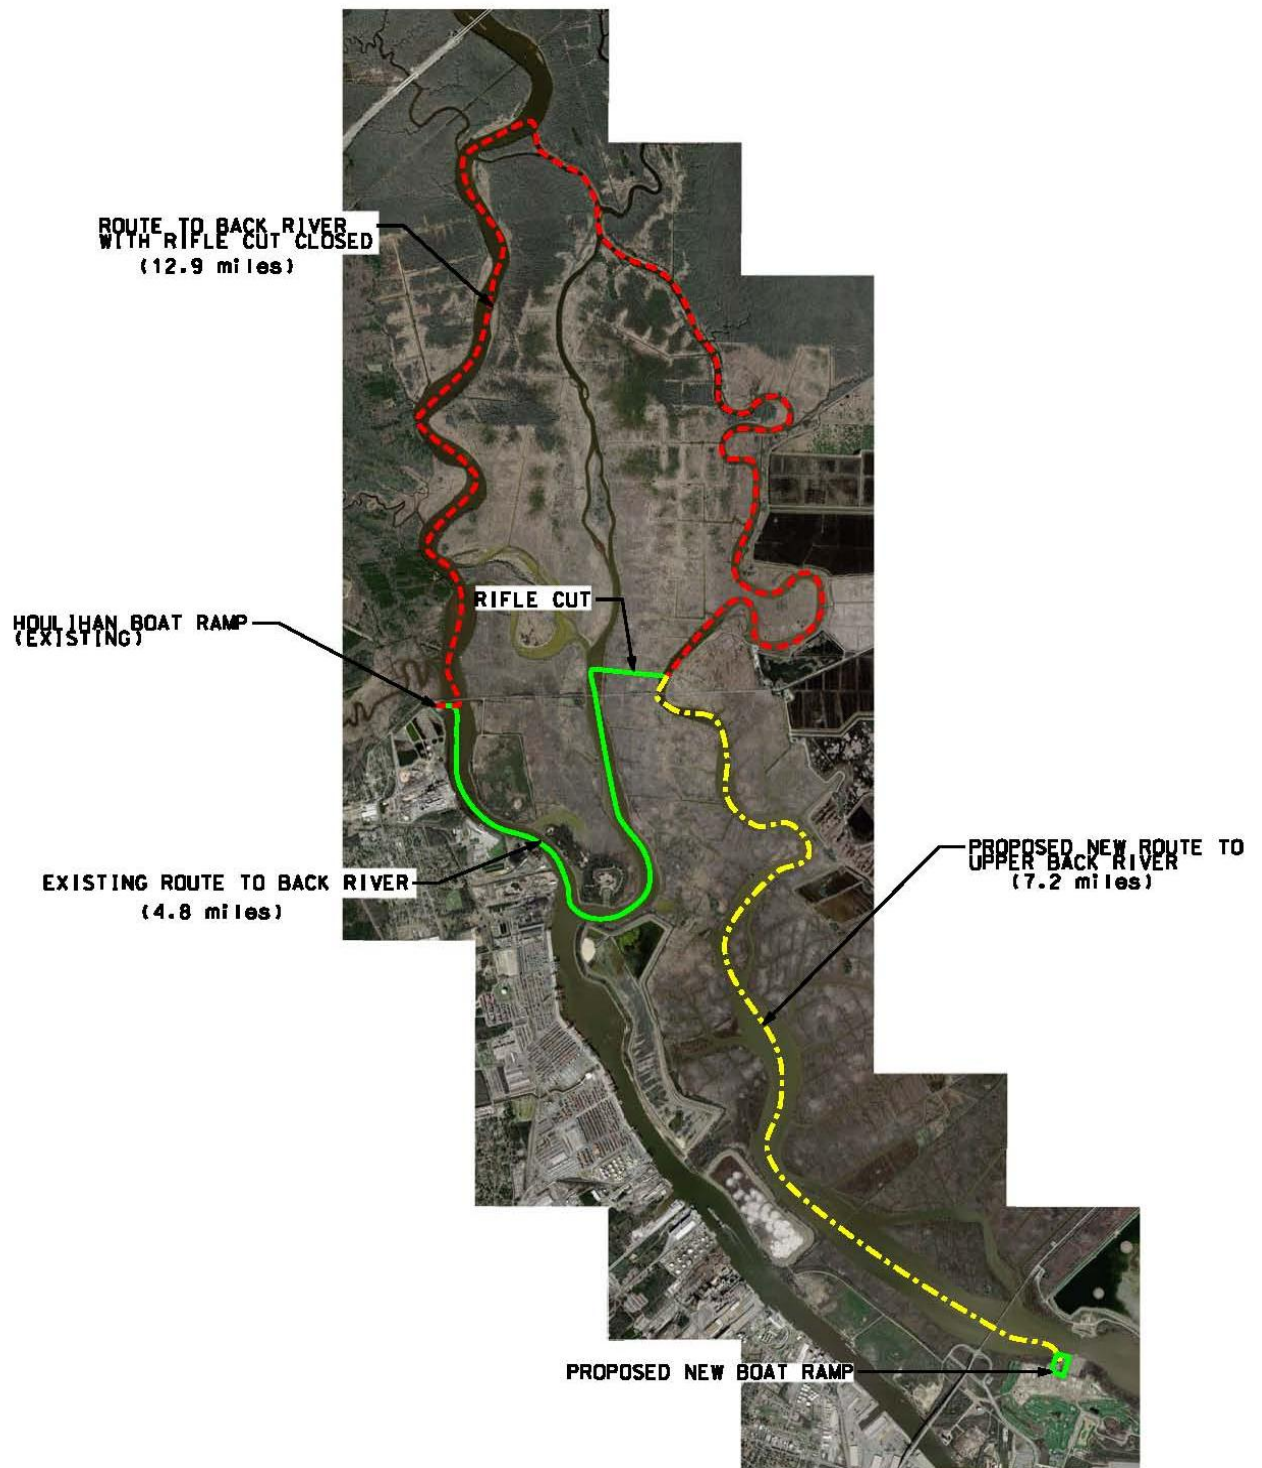 ROUTE TO BACK RIVER
WITH RIFLE CUT CLOSED
(12.9 miles)
RIFLE CUT
HOULIHAN BOAT RAMP
(EXISTING)
PROPOSED NEW ROUTE TO
UPPER BACK RIVER
(7.2 miles)
EXISTING ROUTE TO BACK RIVER
(4.8 miles)
PROPOSED NEW BOAT RAMP